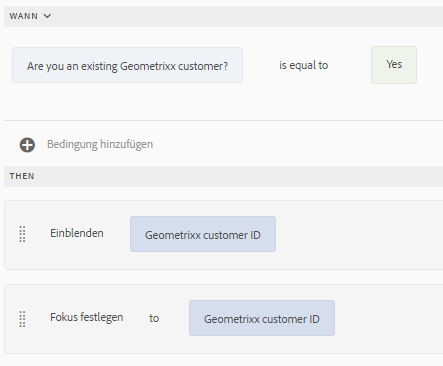 WANN
Are you an existing Geometrixx customer? is equal to Yes
Bedingung hinzufügen
THEN
Einblenden Geometrixx customer ID
Fokus festlegen to Geometrixx customer ID